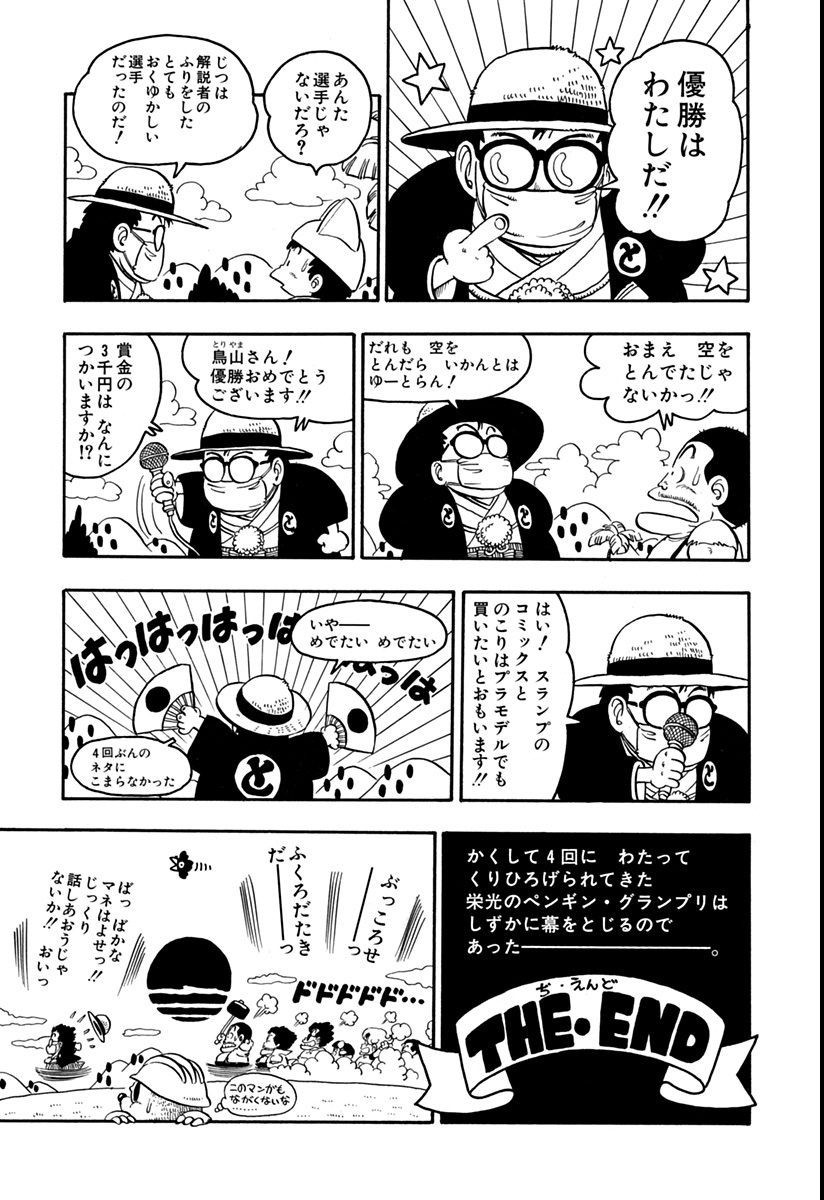 優勝は
わたしだ!!
と
あんた
選手じゃ
ないだろ?
じつは
解説者の
ふりをした
とても
おくゆかしい
選手
だったのだ!
おまえ 空を
とんでたじゃ
ないかっ!!
だれも 空を
とんだら いかんとは
ゆーとらん!
と
とりやま
鳥山さん!
優勝おめでとう
ございます!!
と
賞金の
3千円は なんに
つかいますか!?
はい! スランプの
コミックスと
のこりはプラモデルでも
買いたいとおもいます!!
いやー
めでたい めでたい
はっはっはっはっはっは
と
4回ぶんの
ネタに
こまらなかった
かくして4回に わたって
くりひろげられてきた
栄光のペンギン・グランプリは
しずかに幕をとじるので
あった――――――。
ぢ・えんど
THE・END
ぶっころせ
―――っ
ふくろだたき
だ―――っ
ドドドドド…
ばっ ばかな
マネはよせっ!!
じっくり
話しあおうじゃ
ないか!! おいっ
このマンガも
ながくないな